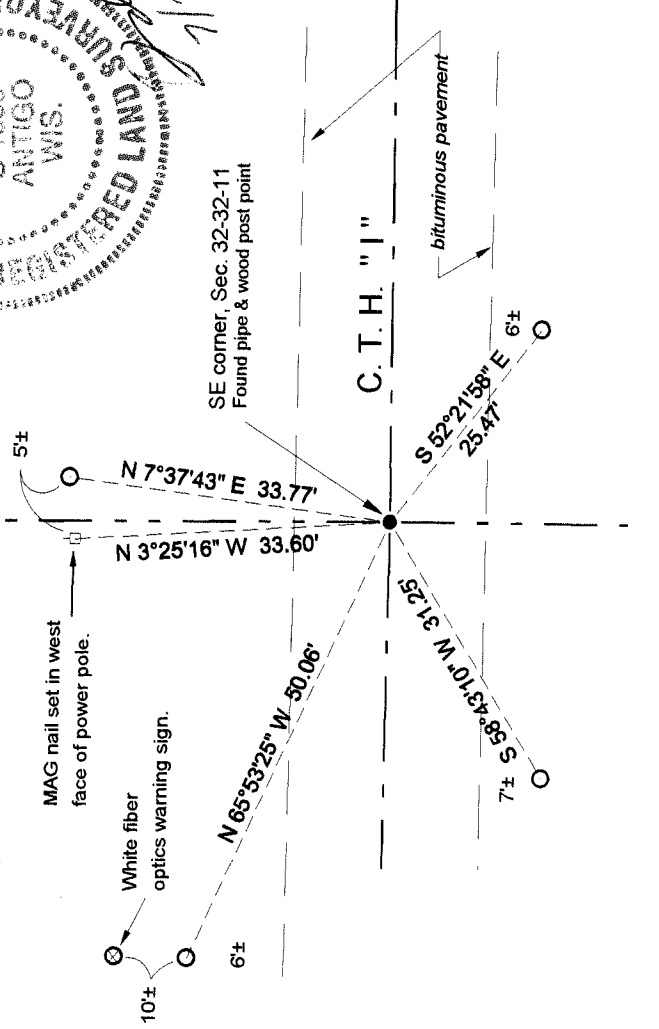 REGISTERED LAND SURVEYOR
ANTIGO
WIS.
5'±
SE corner, Sec. 32-32-11
Found pipe & wood post point
bituminous pavement
C. T. H. " I "
N 7°37'43" E 33.77'
N 3°25'16" W 33.60'
MAG nail set in west
face of power pole.
6'±
S 52°21'58" E
25.47'
N 65°53'25" W 50.06'
S 58°43'10" W 31.25'
7'±
White fiber
optics warning sign.
10'±
6'±